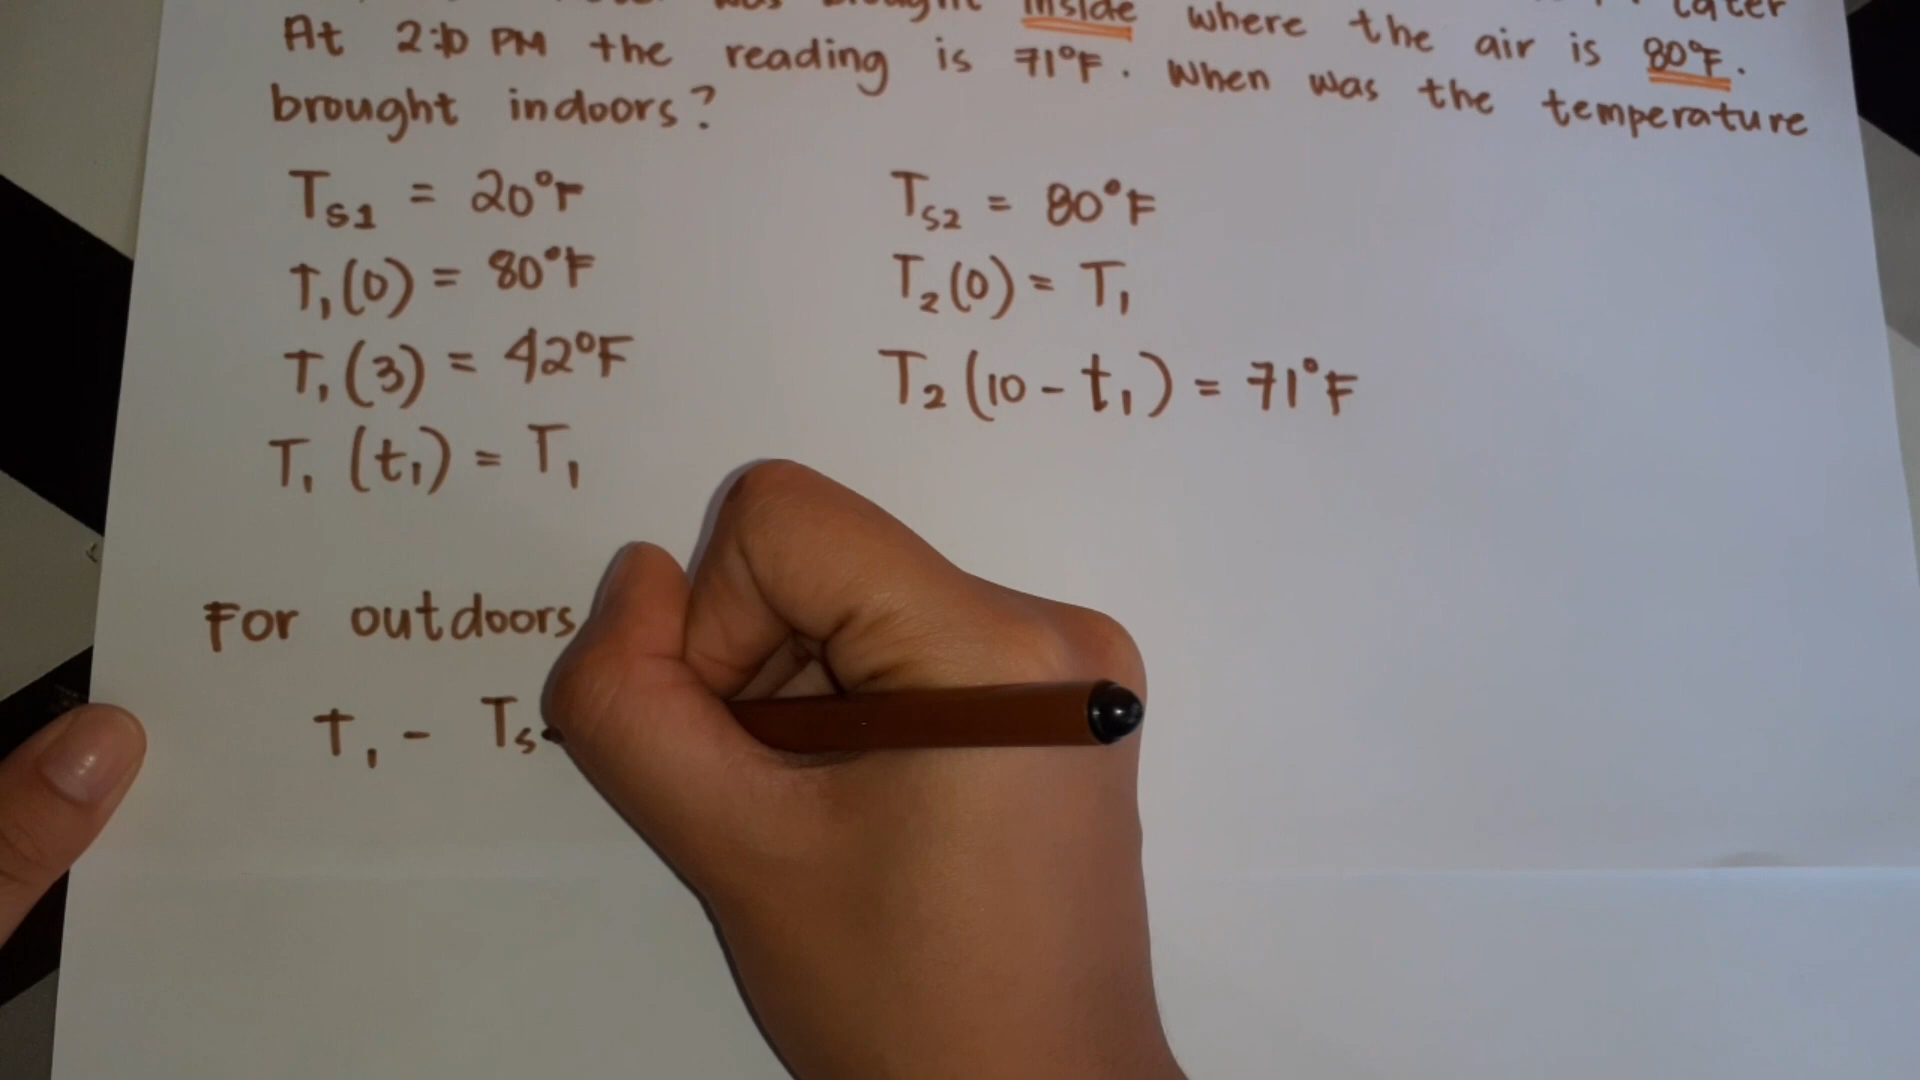 inside where the air is 80°F. later
At 2:10 PM the reading is 71°F. When was the temperature
brought indoors?
Ts1 = 20°F
T1(0) = 80°F
T1(3) = 42°F
T1(t1) = T1
Ts2 = 80°F
T2(0) = T1
T2(10 - t1) = 71°F
For outdoors
T1 - Ts